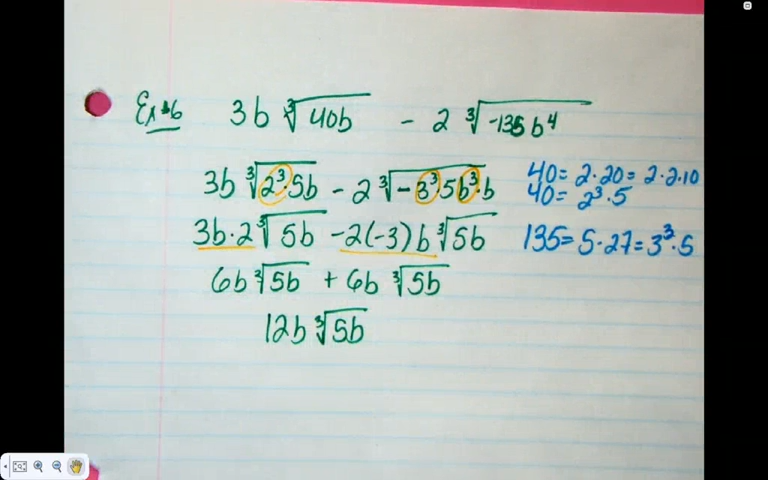 Ex #6 3b ∛40b - 2 ∛-135b⁴
3b ∛2³·5b - 2 ∛-3³·5b³·b
3b·2 ∛5b -2(-3)b ∛5b
6b ∛5b + 6b ∛5b
12b ∛5b
40 = 2·20 = 2·2·10
40 = 2³·5
135 = 5·27 = 3³·5